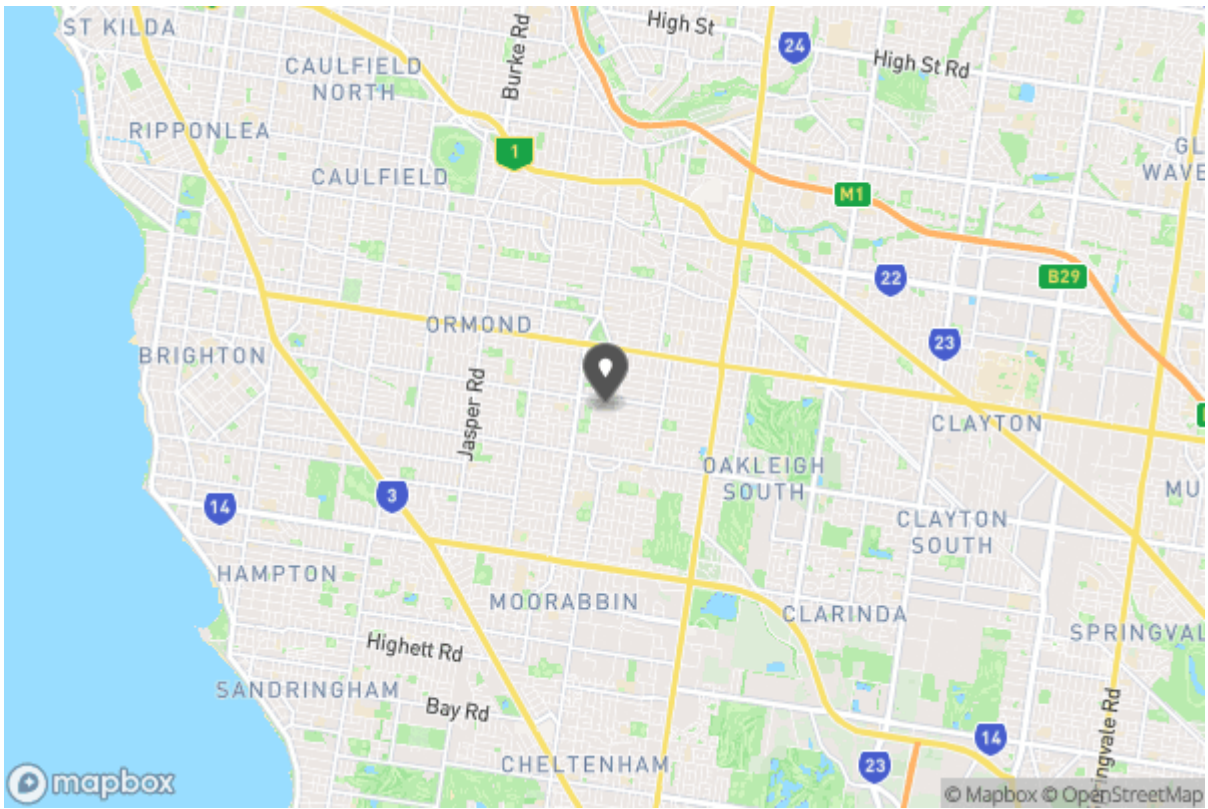 ST KILDA
High St
24
High St Rd
CAULFIELD
NORTH
Burke Rd
RIPPONLEA
1
GL
WAVE
CAULFIELD
M1
22
B29
ORMOND
23
BRIGHTON
Jasper Rd
CLAYTON
OAKLEIGH
SOUTH
3
14
MU
CLAYTON
SOUTH
HAMPTON
MOORABBIN
CLARINDA
SPRINGVAL
Highett Rd
SANDRINGHAM
Bay Rd
ringvale Rd
14
CHELTENHAM
23
mapbox
© Mapbox © OpenStreetMap